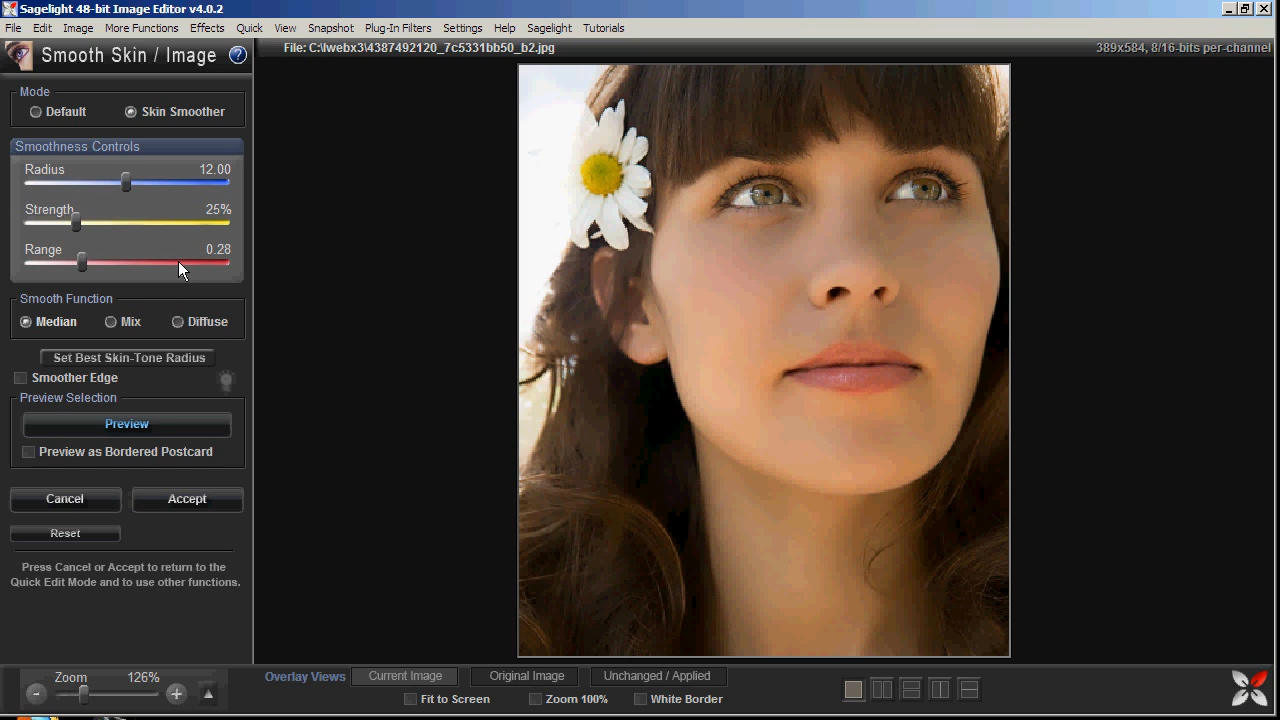 Sagelight 48-bit Image Editor v4.0.2
File Edit Image More Functions Effects Quick View Snapshot Plug-In Filters Settings Help Sagelight Tutorials
Smooth Skin / Image ?
File: C:\lwebx3\4387492120_7c5331bb50_b2.jpg
389x584, 8/16-bits per-channel
Mode
Default Skin Smoother
Smoothness Controls
Radius 12.00
Strength 25%
Range 0.28
Smooth Function
Median Mix Diffuse
Set Best Skin-Tone Radius
Smoother Edge
Preview Selection
Preview
Preview as Bordered Postcard
Cancel Accept
Reset
Press Cancel or Accept to return to the
Quick Edit Mode and to use other functions.
Zoom 126%
Overlay Views Current Image Original Image Unchanged / Applied
Fit to Screen Zoom 100% White Border